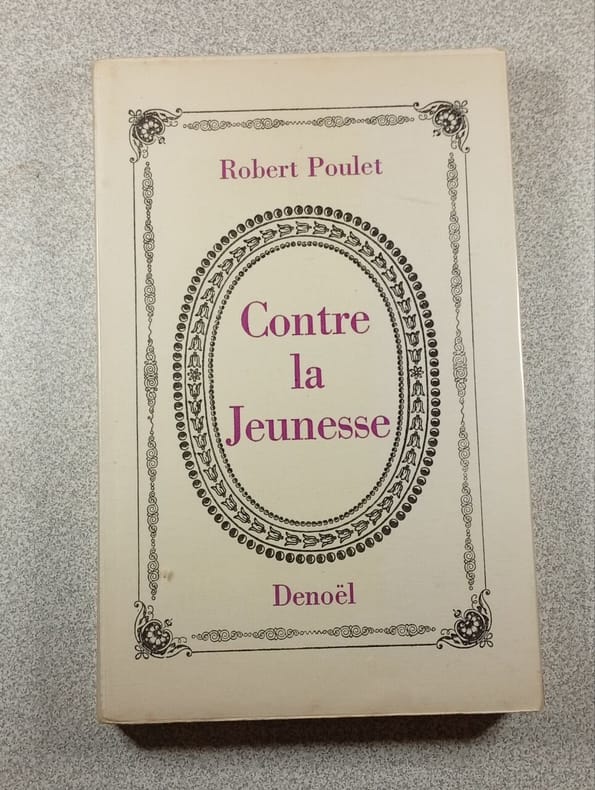 Robert Poulet
Contre
la
Jeunesse
Denoël